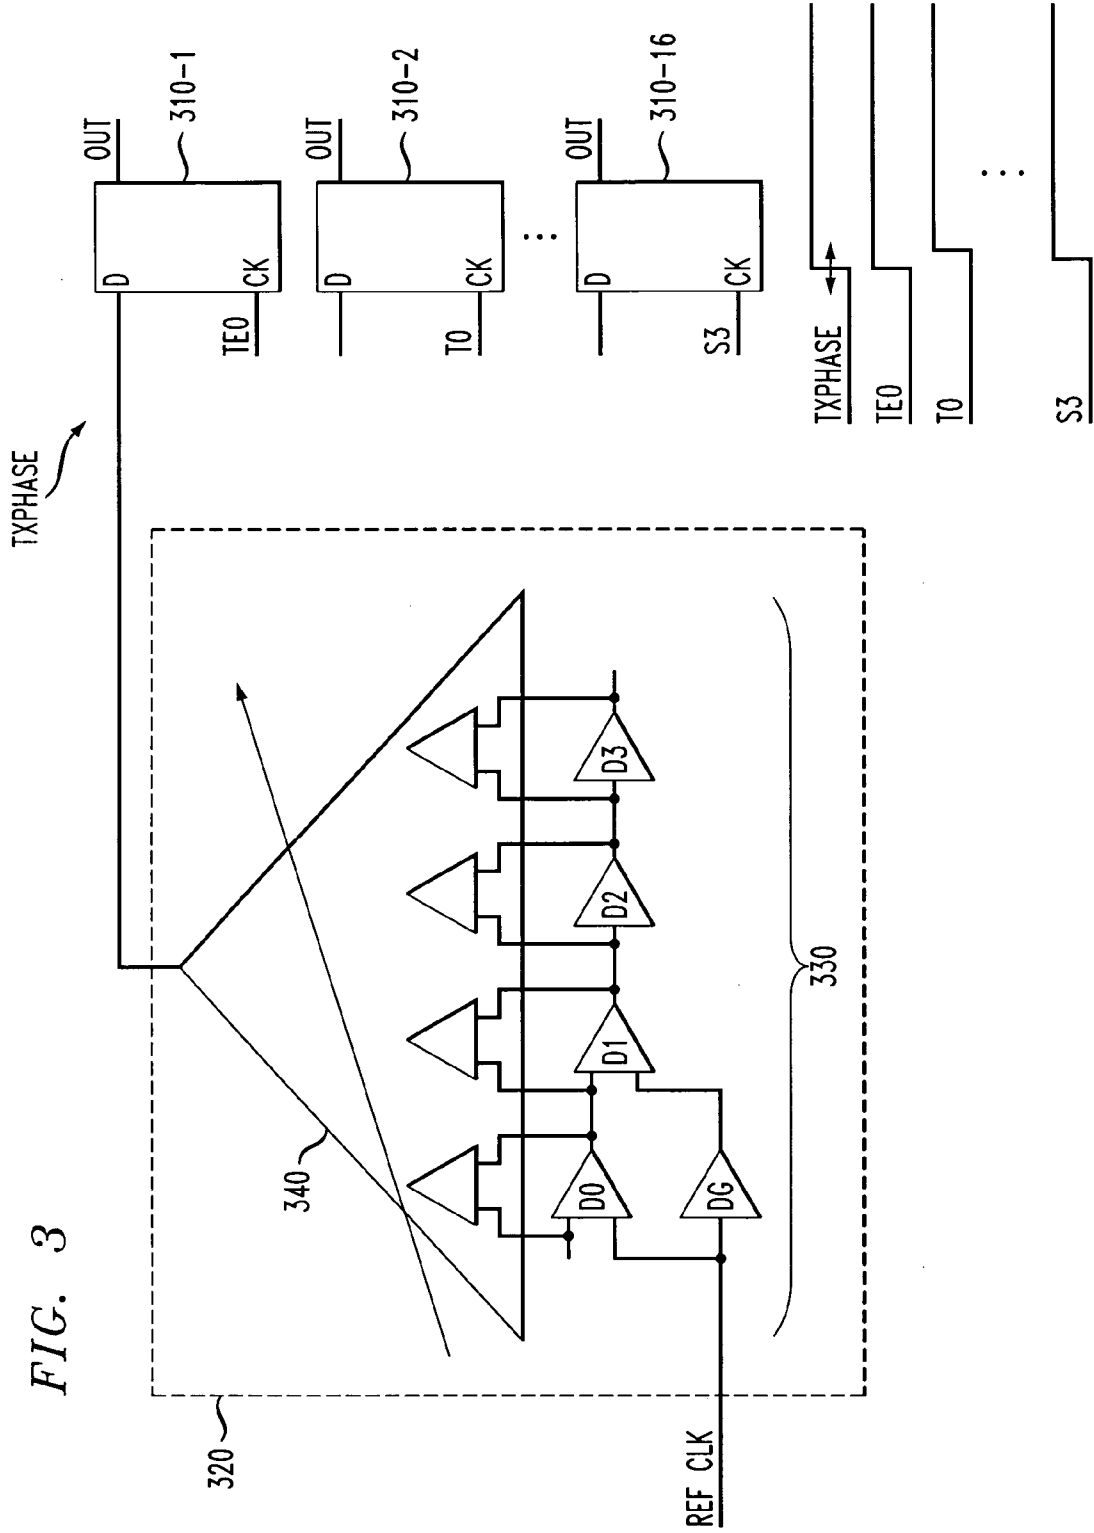 FIG. 3
320
REF CLK
340
D0
DG
D1
D2
D3
330
TXPHASE
D
OUT
310-1
TE0
CK
OUT
310-2
T0
CK
...
D
OUT
310-16
S3
CK
TXPHASE
TE0
T0
...
S3